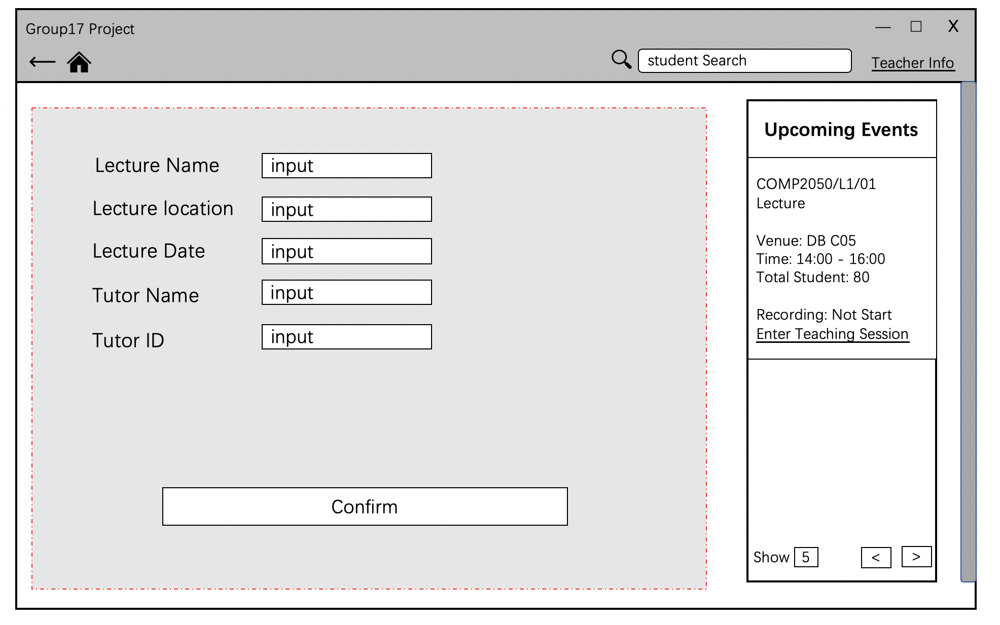 Group17 Project
— □ X
student Search
Teacher Info
Lecture Name
input
Lecture location
input
Lecture Date
input
Tutor Name
input
Tutor ID
input
Confirm
Upcoming Events
COMP2050/L1/01
Lecture
Venue: DB C05
Time: 14:00 - 16:00
Total Student: 80
Recording: Not Start
Enter Teaching Session
Show 5 < >